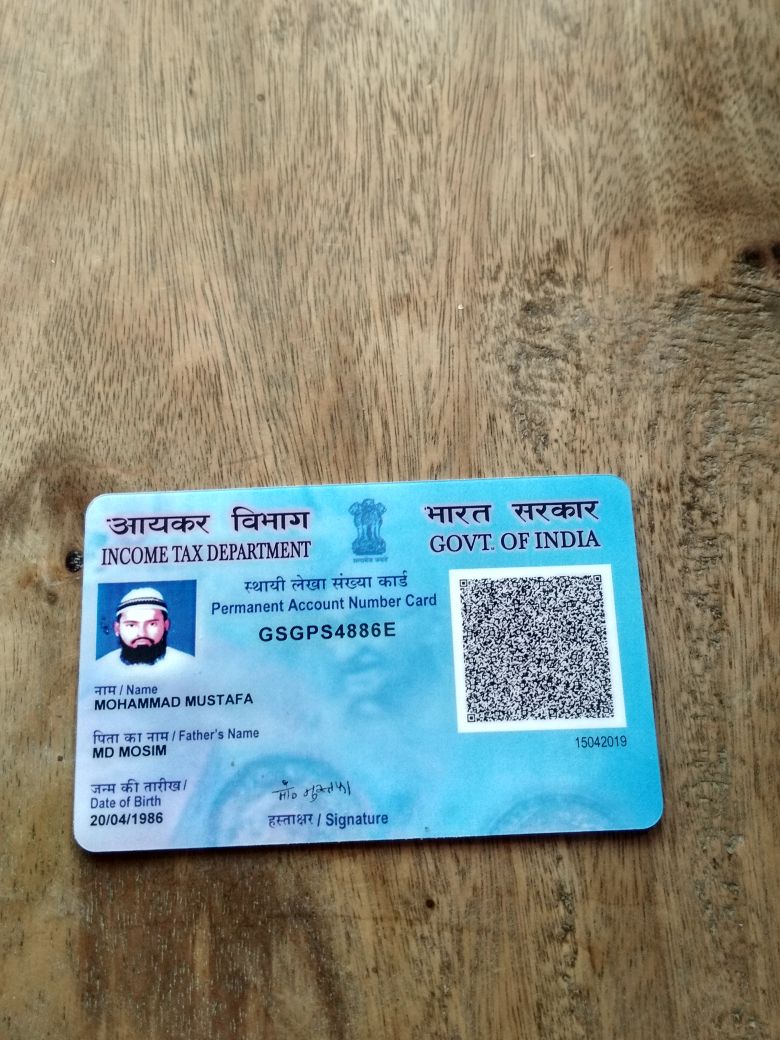 आयकर विभाग
INCOME TAX DEPARTMENT
भारत सरकार
GOVT. OF INDIA
सत्यमेव जयते
स्थायी लेखा संख्या कार्ड
Permanent Account Number Card
GSGPS4886E
नाम / Name
MOHAMMAD MUSTAFA
पिता का नाम / Father's Name
MD MOSIM
जन्म की तारीख /
Date of Birth
20/04/1986
मो० मुस्तफा
हस्ताक्षर / Signature
15042019